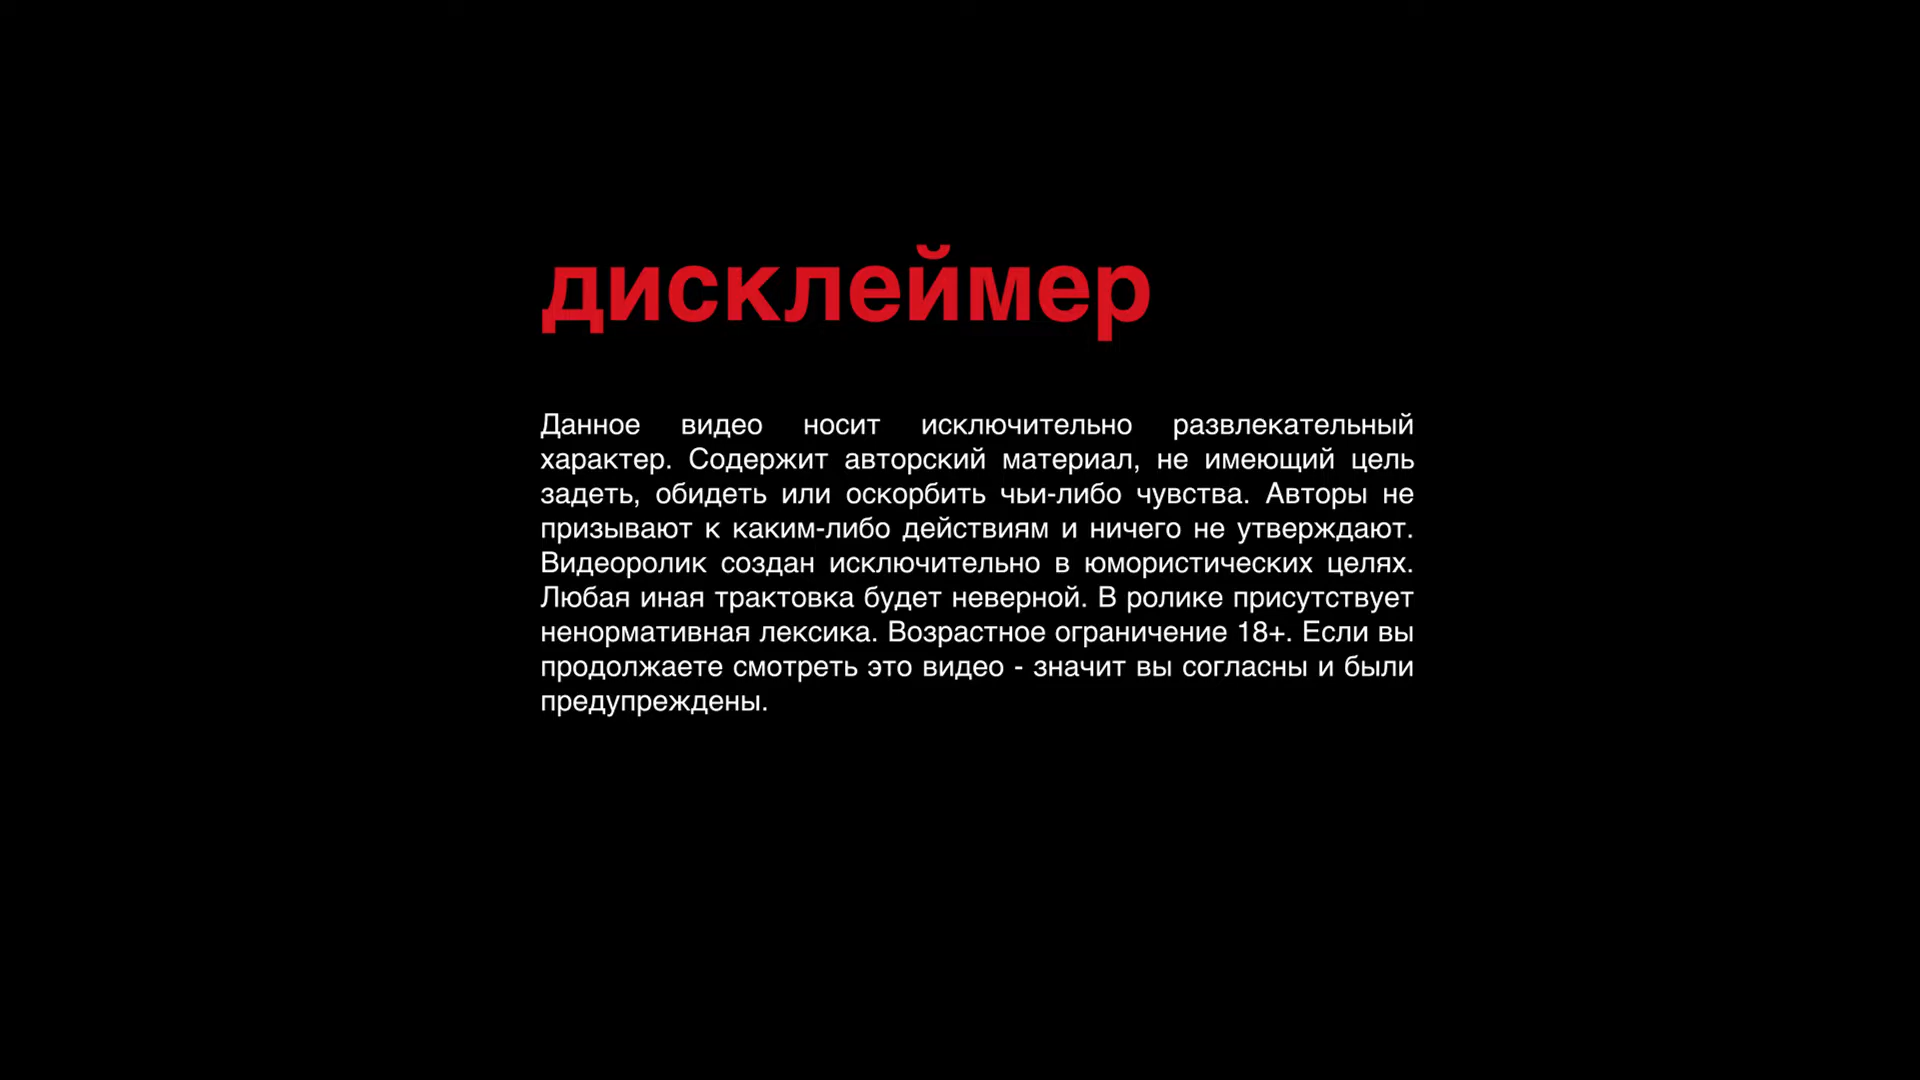 дисклеймер
Данное видео носит исключительно развлекательный
характер. Содержит авторский материал, не имеющий цель
задеть, обидеть или оскорбить чьи-либо чувства. Авторы не
призывают к каким-либо действиям и ничего не утверждают.
Видеоролик создан исключительно в юмористических целях.
Любая иная трактовка будет неверной. В ролике присутствует
ненормативная лексика. Возрастное ограничение 18+. Если вы
продолжаете смотреть это видео - значит вы согласны и были
предупреждены.